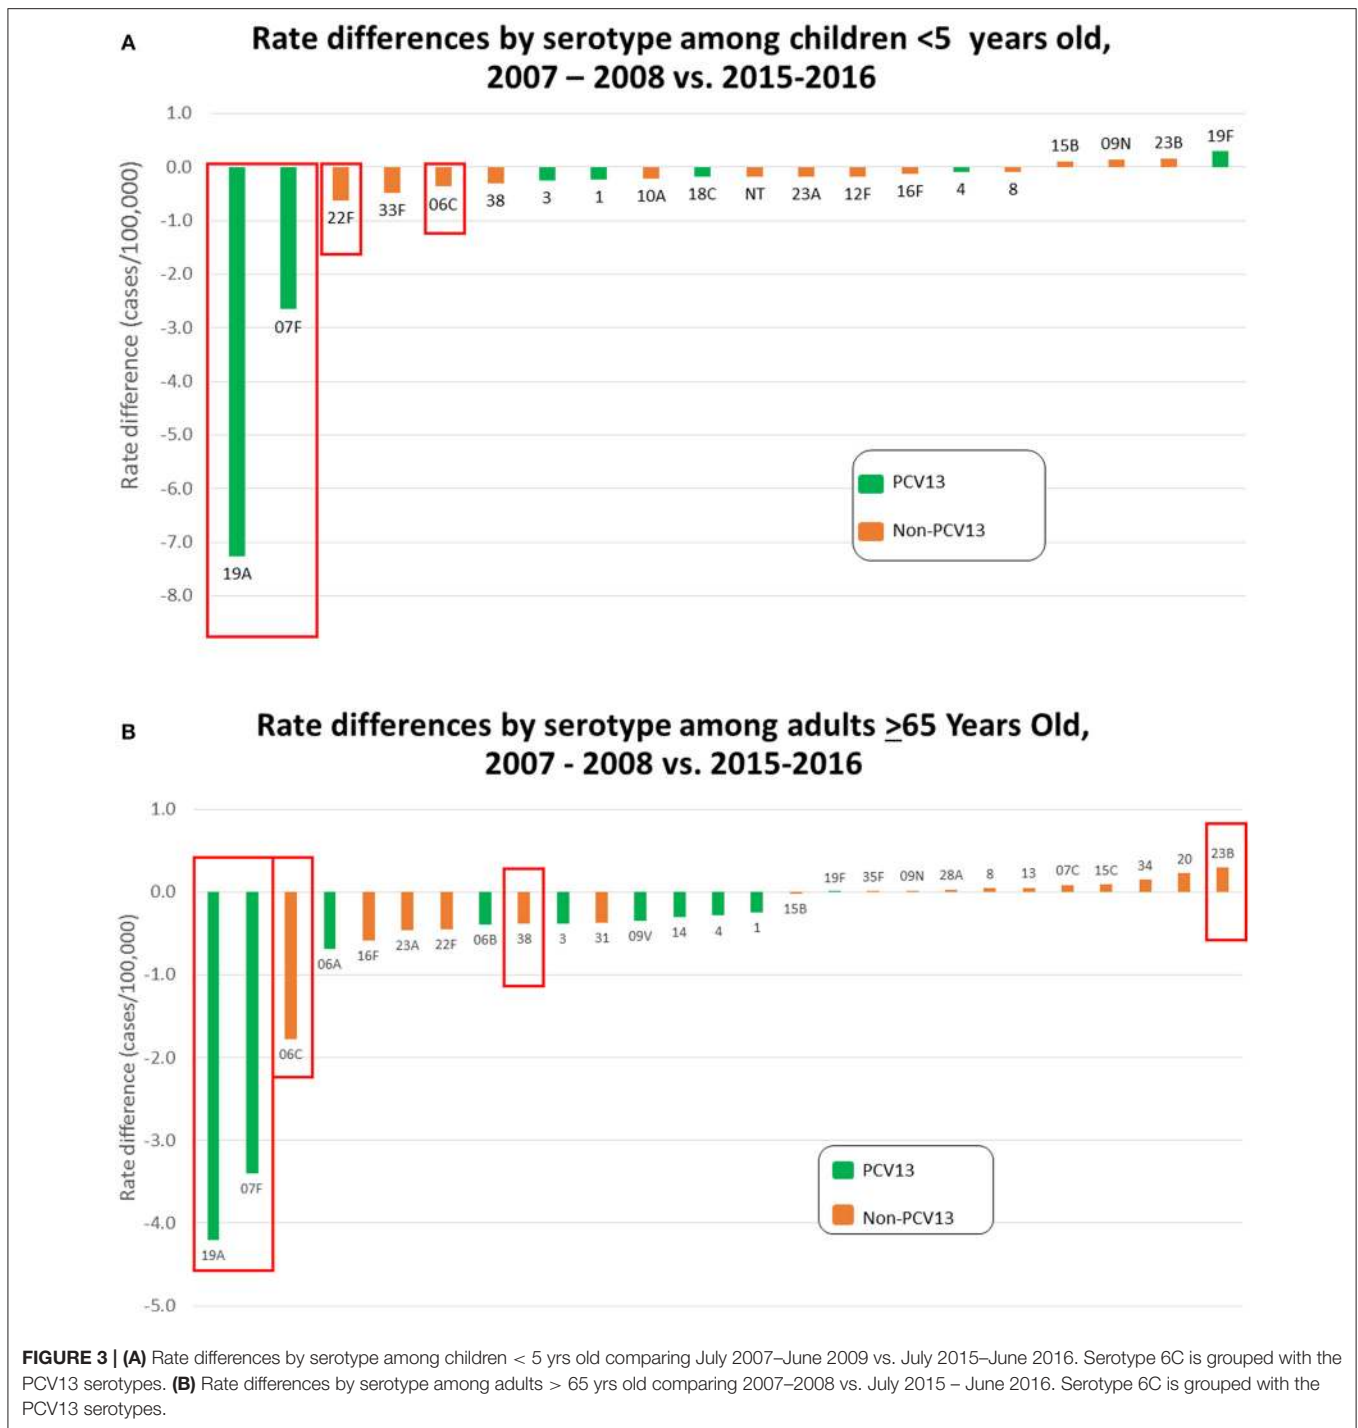 A
Rate differences by serotype among children <5 years old,
2007 – 2008 vs. 2015-2016
Rate difference (cases/100,000)
1.0
0.0
-1.0
-2.0
-3.0
-4.0
-5.0
-6.0
-7.0
-8.0
19A
07F
22F
33F
06C
38
3
1
10A
18C
NT
23A
12F
16F
4
8
15B
09N
23B
19F
PCV13
Non-PCV13
B
Rate differences by serotype among adults ≥65 Years Old,
2007 - 2008 vs. 2015-2016
Rate difference (cases/100,000)
1.0
0.0
-1.0
-2.0
-3.0
-4.0
-5.0
19A
07F
06C
06A
16F
23A
22F
06B
38
3
31
09V
14
4
1
15B
19F
35F
09N
28A
8
13
07C
15C
34
20
23B
PCV13
Non-PCV13
FIGURE 3 | (A) Rate differences by serotype among children < 5 yrs old comparing July 2007–June 2009 vs. July 2015–June 2016. Serotype 6C is grouped with the
PCV13 serotypes. (B) Rate differences by serotype among adults > 65 yrs old comparing 2007–2008 vs. July 2015 – June 2016. Serotype 6C is grouped with the
PCV13 serotypes.